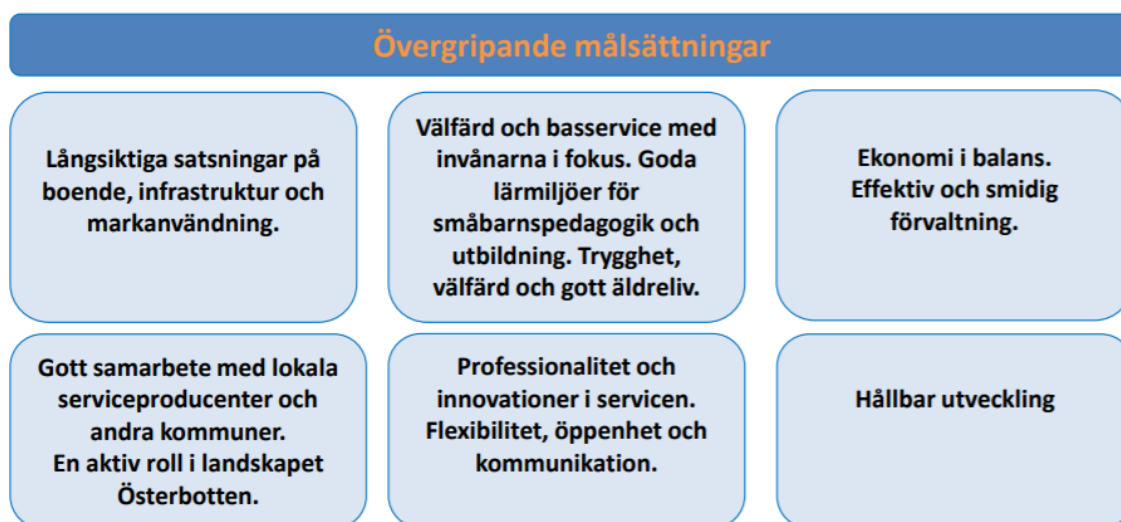 Övergripande målsättningar
Långsiktiga satsningar på
boende, infrastruktur och
markanvändning.
Välfärd och basservice med
invånarna i fokus. Goda
lärmiljöer för
småbarnspedagogik och
utbildning. Trygghet,
välfärd och gott äldreliv.
Ekonomi i balans.
Effektiv och smidig
förvaltning.
Gott samarbete med lokala
serviceproducenter och
andra kommuner.
En aktiv roll i landskapet
Österbotten.
Professionalitet och
innovationer i servicen.
Flexibilitet, öppenhet och
kommunikation.
Hållbar utveckling